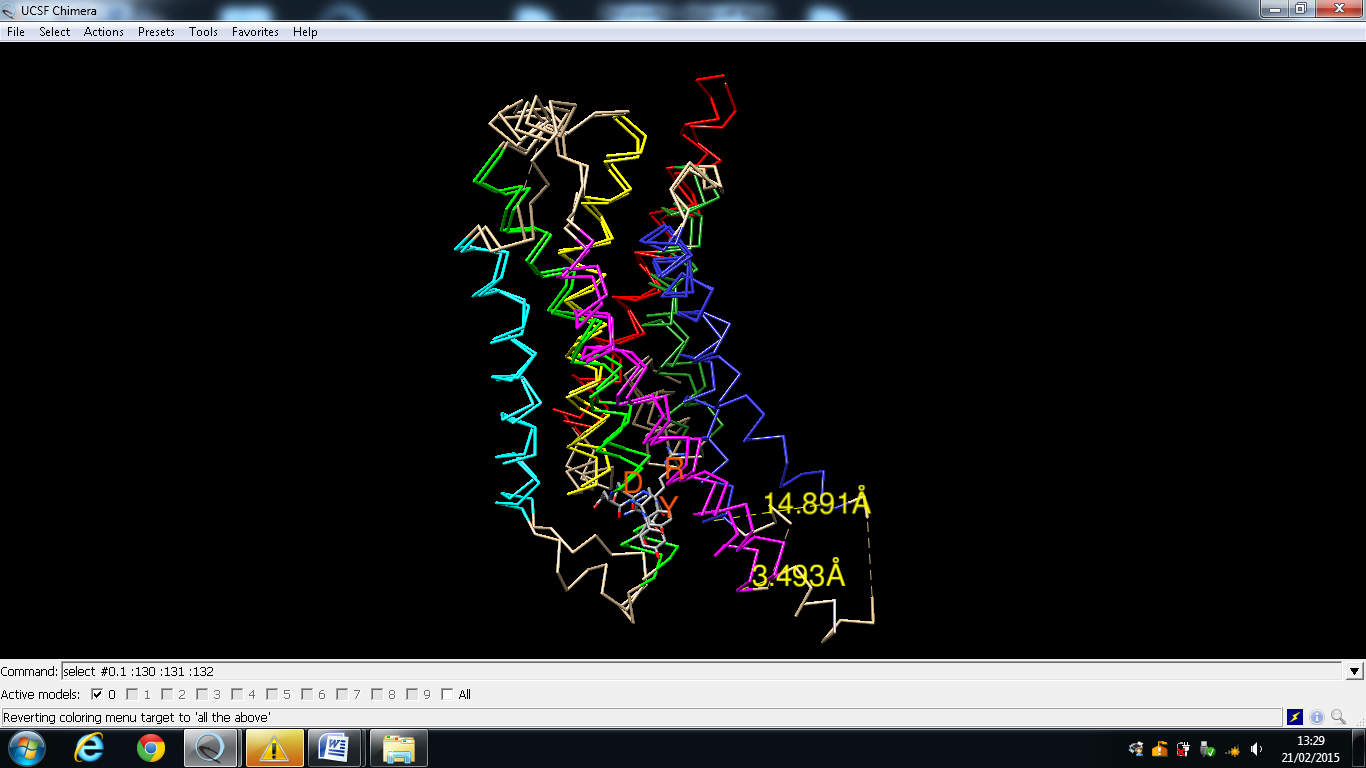 UCSF Chimera
File Select Actions Presets Tools Favorites Help
R
D
Y
14.891Å
3.493Å
Command: select #0.1 :130 :131 :132
Active models: 0 1 2 3 4 5 6 7 8 9 All
Reverting coloring menu target to 'all the above'
13:29
21/02/2015